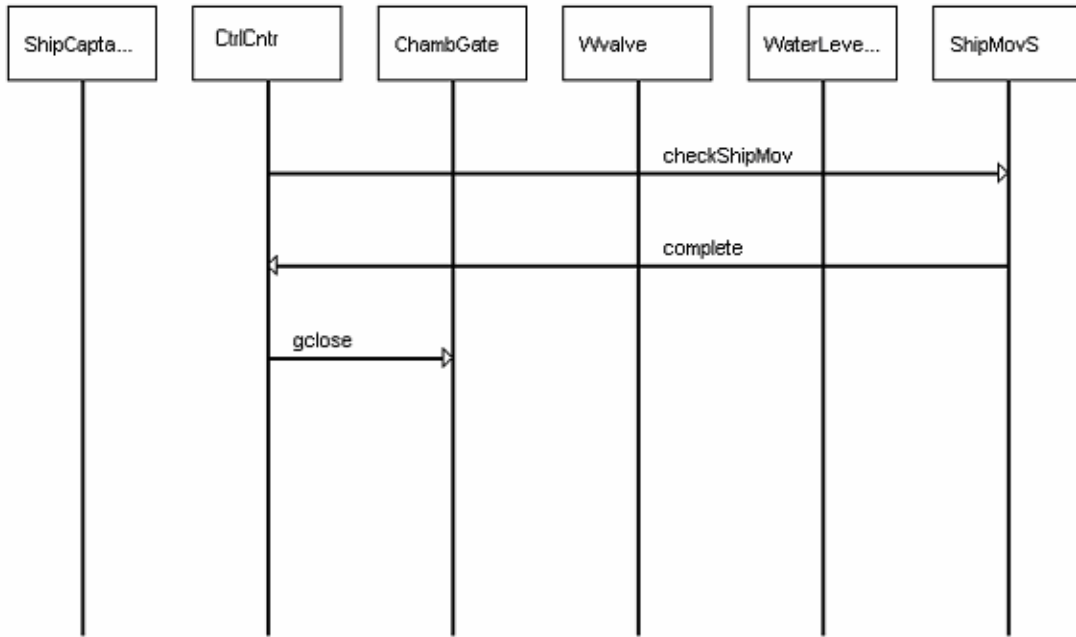 ShipCapta...
CtrlCntr
ChambGate
Wvalve
WaterLeve...
ShipMovS
checkShipMov
complete
gclose